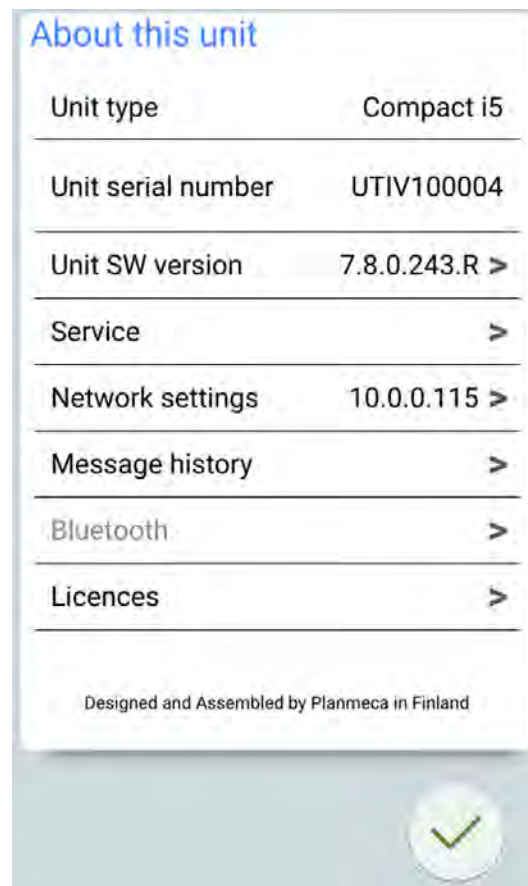 About this unit
Unit type Compact i5
Unit serial number UTIV100004
Unit SW version 7.8.0.243.R >
Service >
Network settings 10.0.0.115 >
Message history >
Bluetooth >
Licences >
Designed and Assembled by Planmeca in Finland